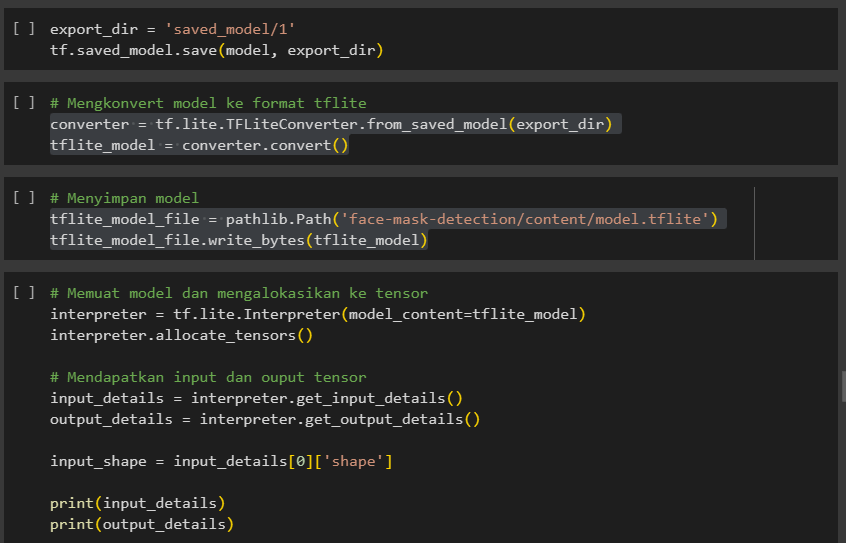 [ ] export_dir = 'saved_model/1'
tf.saved_model.save(model, export_dir)
[ ] # Mengkonvert model ke format tflite
converter = tf.lite.TFLiteConverter.from_saved_model(export_dir)
tflite_model = converter.convert()
[ ] # Menyimpan model
tflite_model_file = pathlib.Path('face-mask-detection/content/model.tflite')
tflite_model_file.write_bytes(tflite_model)
[ ] # Memuat model dan mengalokasikan ke tensor
interpreter = tf.lite.Interpreter(model_content=tflite_model)
interpreter.allocate_tensors()
# Mendapatkan input dan ouput tensor
input_details = interpreter.get_input_details()
output_details = interpreter.get_output_details()
input_shape = input_details[0]['shape']
print(input_details)
print(output_details)